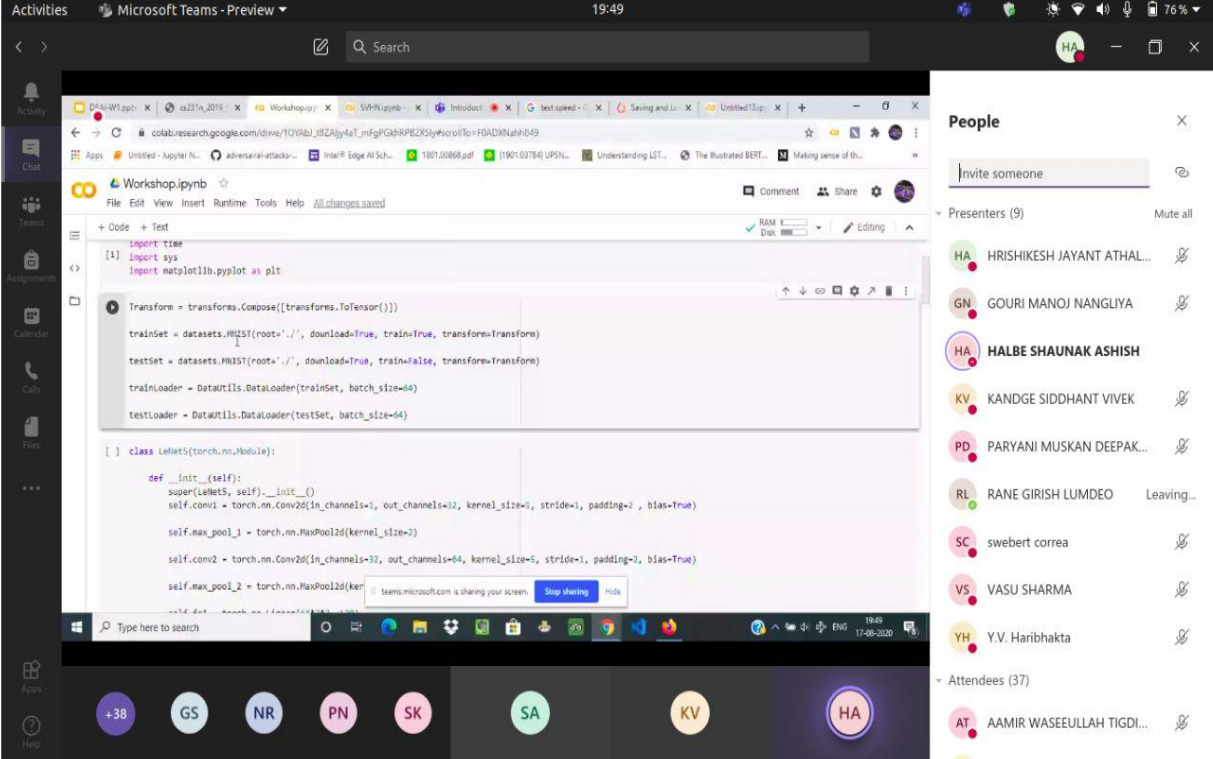 Activities
Microsoft Teams - Preview
19:49
76%
Search
HA
Activity
Chat
Teams
Assignments
Calendar
Calls
Files
Apps
Help
cs231n_2019_
Workshop.ipy
SVHN.ipynb
Introducti
test speed -
Saving and L
Untitled13.ip
colab.research.google.com
Apps
Untitled - Jupyter N...
adversairal-attacks-...
Intel® Edge AI Sch...
1801.00868.pdf
[1901.03784] UPSN...
Understanding LST...
The Illustrated BERT...
Making sense of th...
Workshop.ipynb
Comment
Share
File Edit View Insert Runtime Tools Help All changes saved
+ Code + Text
RAM
Disk
Editing
import time
[1] import sys
import matplotlib.pyplot as plt
Transform = transforms.Compose([transforms.ToTensor()])
trainSet = datasets.MNIST(root='./', download=True, train=True, transform=Transform)
testSet = datasets.MNIST(root='./', download=True, train=False, transform=Transform)
trainLoader = DataUtils.DataLoader(trainSet, batch_size=64)
testLoader = DataUtils.DataLoader(testSet, batch_size=64)
[ ] class LeNet5(torch.nn.Module):
def __init__(self):
super(LeNet5, self).__init__()
self.conv1 = torch.nn.Conv2d(in_channels=1, out_channels=32, kernel_size=5, stride=1, padding=2 , bias=True)
self.max_pool_1 = torch.nn.MaxPool2d(kernel_size=2)
self.conv2 = torch.nn.Conv2d(in_channels=32, out_channels=64, kernel_size=5, stride=1, padding=2, bias=True)
self.max_pool_2 = torch.nn.MaxPool2d(ker
teams.microsoft.com is sharing your screen.
Stop sharing
Hide
Type here to search
ENG
19:49
17-08-2020
+38
GS
NR
PN
SK
SA
KV
HA
People
Invite someone
Presenters (9)
Mute all
HA HRISHIKESH JAYANT ATHAL...
GN GOURI MANOJ NANGLIYA
HA HALBE SHAUNAK ASHISH
KV KANDGE SIDDHANT VIVEK
PD PARYANI MUSKAN DEEPAK...
RL RANE GIRISH LUMDEO Leaving...
SC swebert correa
VS VASU SHARMA
YH Y.V. Haribhakta
Attendees (37)
AT AAMIR WASEEULLAH TIGDI...